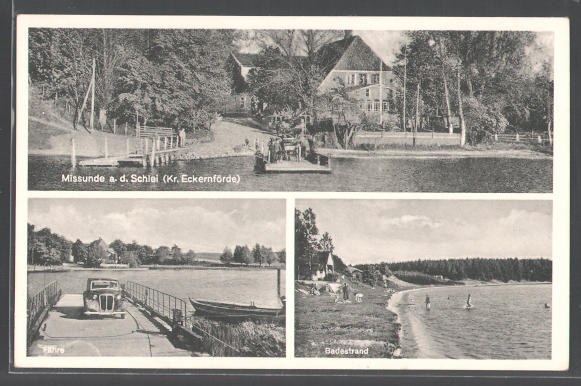 Missunde a. d. Schlei (Kr. Eckernförde)
Fähre
Badestrand